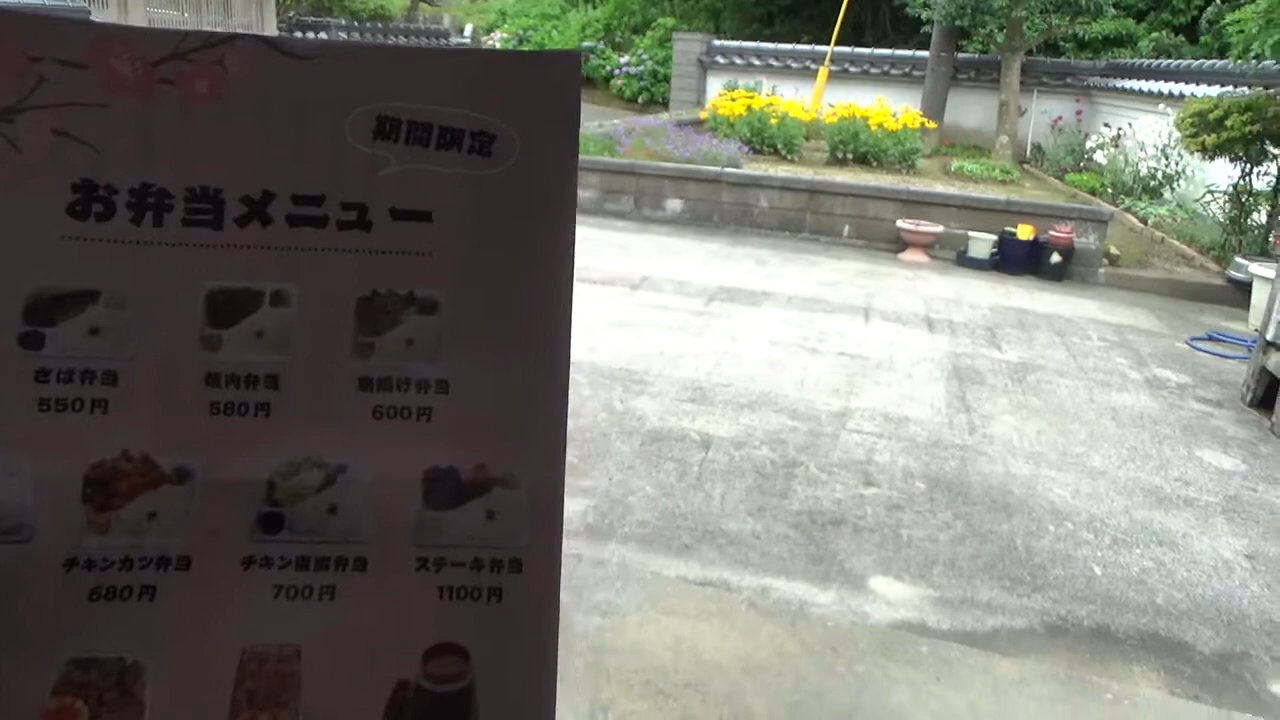 期間限定
お弁当メニュー
さば弁当
550円
焼肉弁当
580円
唐揚げ弁当
600円
チキンカツ弁当
680円
チキン南蛮弁当
700円
ステーキ弁当
1100円